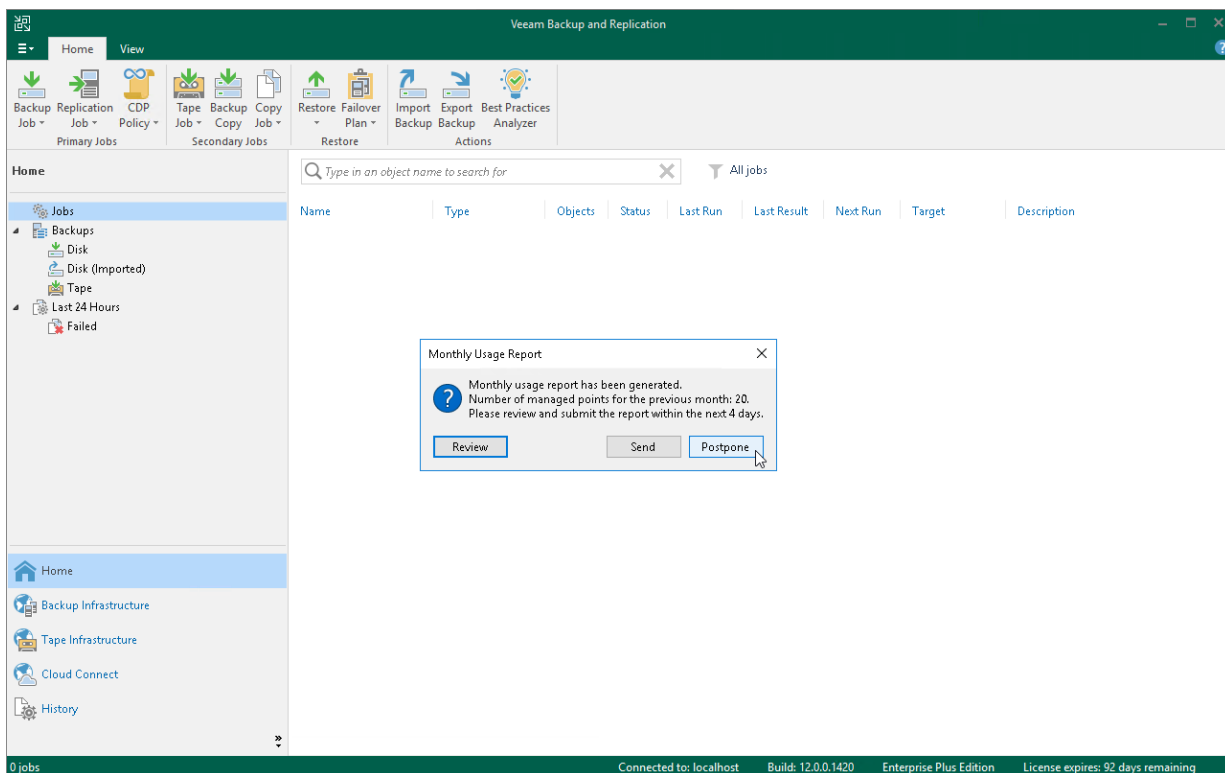 Veeam Backup and Replication
Home View
Backup Job
Replication Job
CDP Policy
Tape Job
Backup Copy
Copy Job
Restore
Failover Plan
Import Backup
Export Backup
Best Practices Analyzer
Primary Jobs
Secondary Jobs
Restore
Actions
Home
Type in an object name to search for
All jobs
Name Type Objects Status Last Run Last Result Next Run Target Description
Jobs
Backups
Disk
Disk (Imported)
Tape
Last 24 Hours
Failed
Monthly Usage Report
Monthly usage report has been generated.
Number of managed points for the previous month: 20.
Please review and submit the report within the next 4 days.
Review Send Postpone
Home
Backup Infrastructure
Tape Infrastructure
Cloud Connect
History
0 jobs Connected to: localhost Build: 12.0.0.1420 Enterprise Plus Edition License expires: 92 days remaining